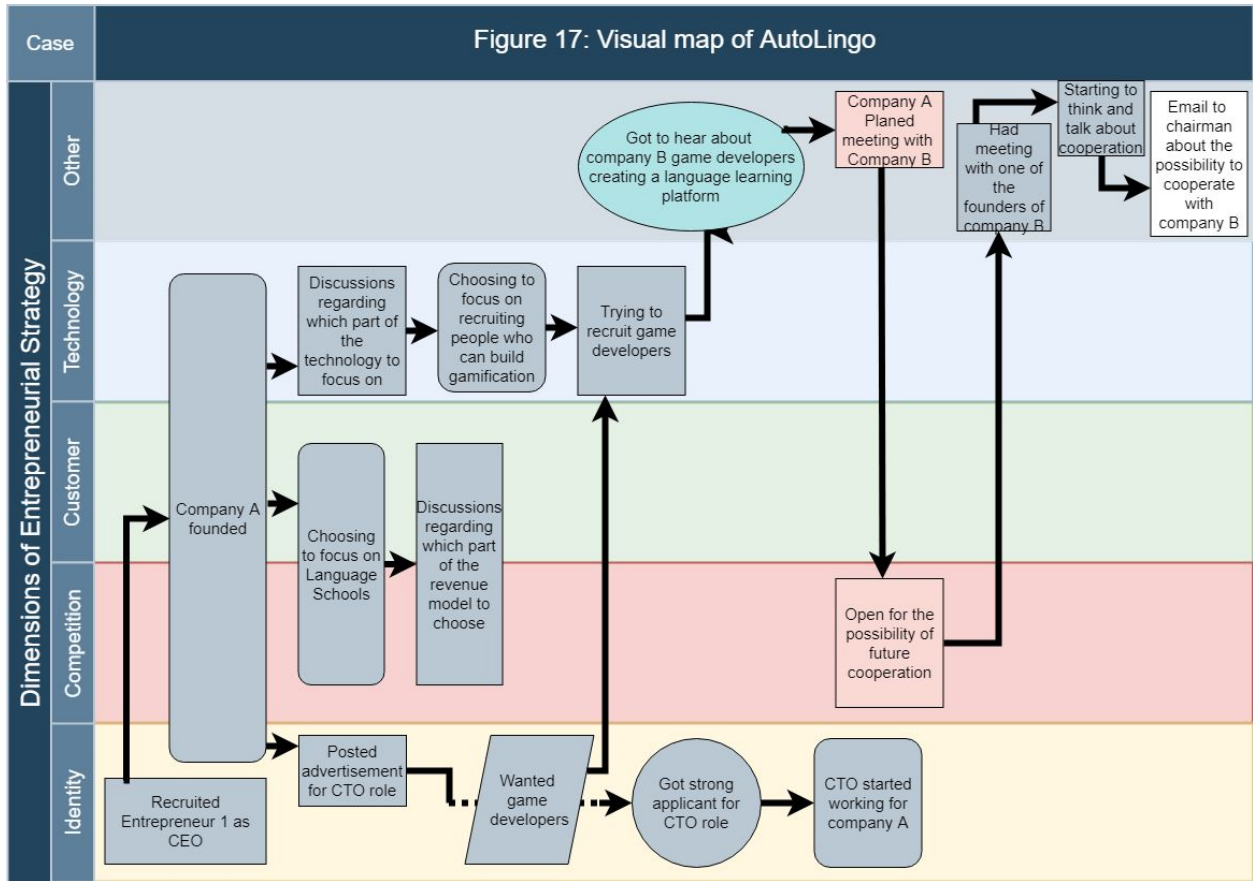 Case
Figure 17: Visual map of AutoLingo
Dimensions of Entrepreneurial Strategy
Other
Got to hear about
company B game developers
creating a language learning
platform
Company A
Planed
meeting with
Company B
Had
meeting with
one of the
founders of
company B
Starting to
think and
talk about
cooperation
Email to
chairman
about the
possibility to
cooperate
with
company B
Technology
Discussions
regarding
which part of
the
technology to
focus on
Choosing to
focus on
recruiting
people who
can build
gamification
Trying to
recruit game
developers
Customer
Company A
founded
Choosing
to focus on
Language
Schools
Discussions
regarding
which part
of the
revenue
model to
choose
Competition
Open for the
possibility of
future
cooperation
Identity
Recruited
Entrepreneur 1 as
CEO
Posted
advertisement
for CTO role
Wanted
game
developers
Got strong
applicant for
CTO role
CTO started
working for
company A